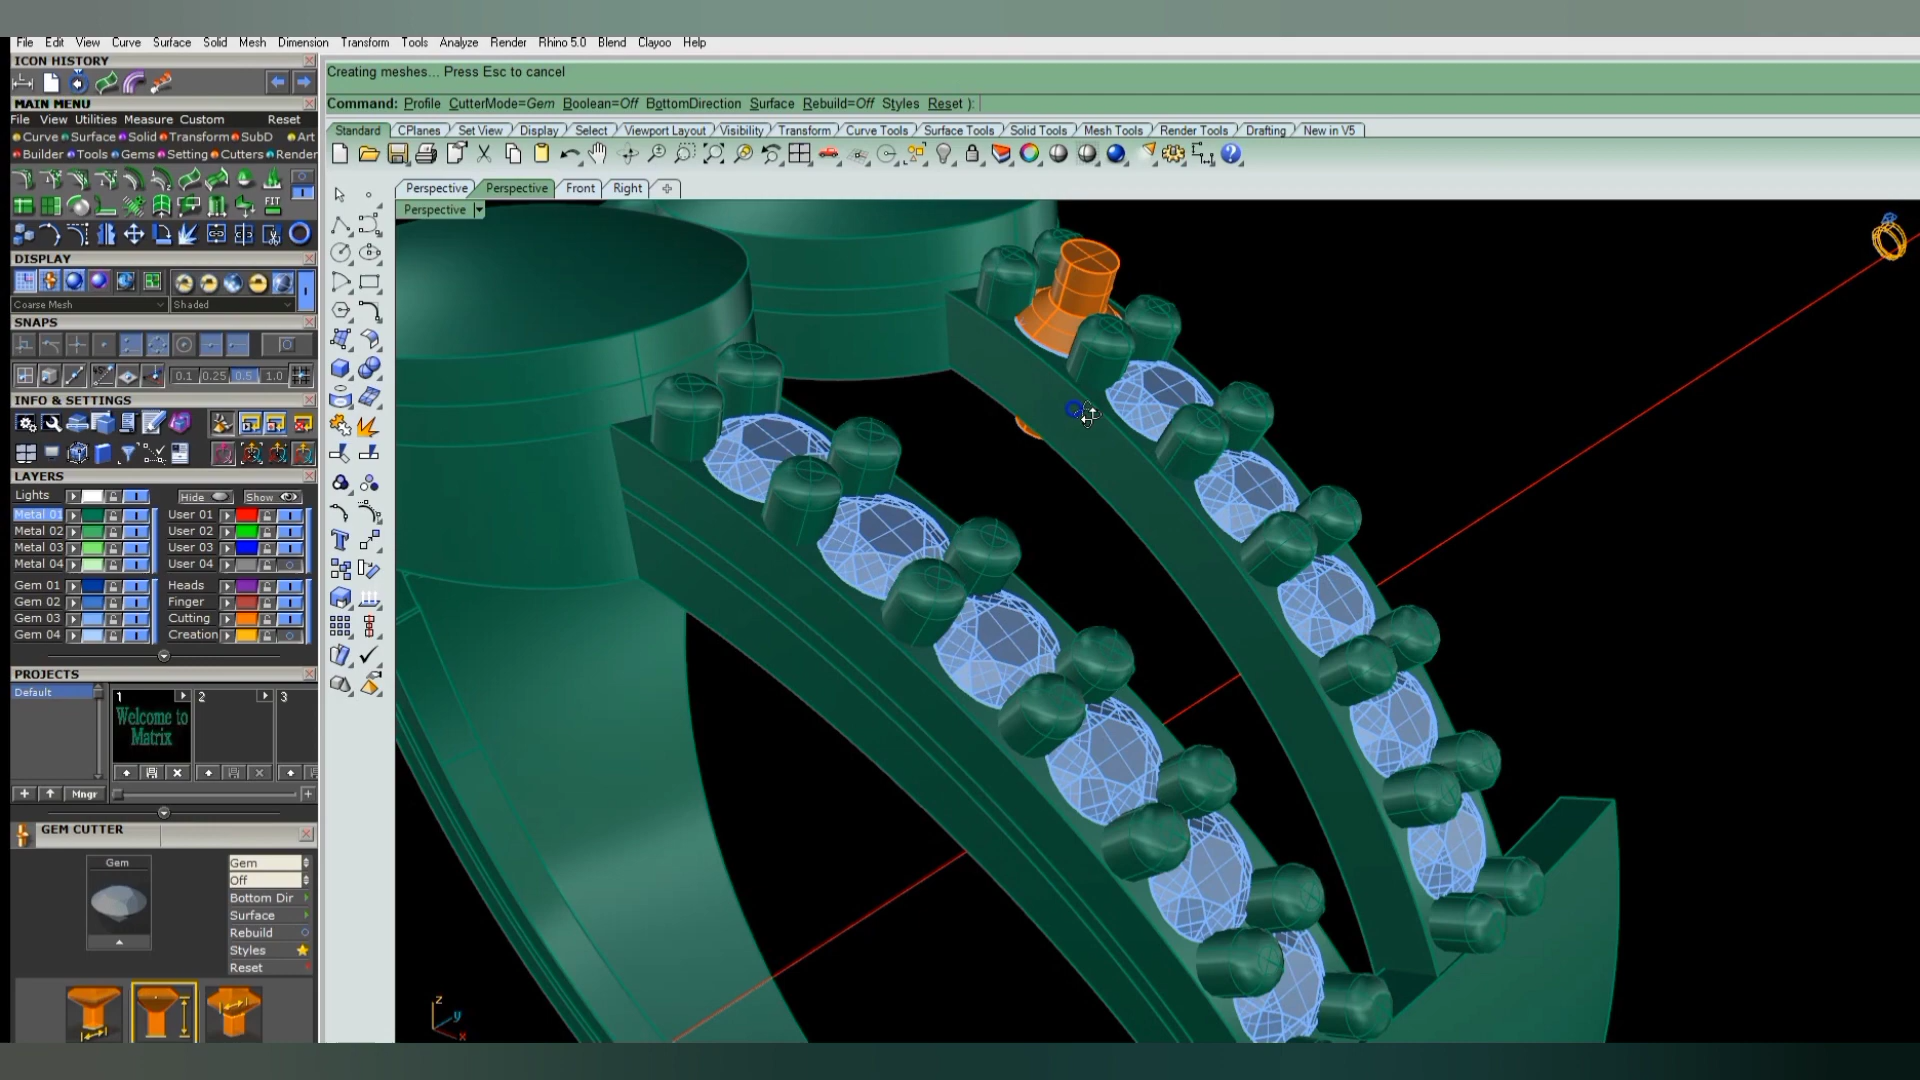 File Edit View Curve Surface Solid Mesh Dimension Transform Tools Analyze Render Rhino 5.0 Blend Clayoo Help
ICON HISTORY
MAIN MENU
File View Utilities Measure Custom Reset
Curve Surface Solid Transform SubD Art
Builder Tools Gems Setting Cutters Render
FIT
DISPLAY
Coarse Mesh Shaded
SNAPS
0.1 0.25 0.5 1.0
INFO & SETTINGS
LAYERS
Lights Hide Show
Metal 01 User 01
Metal 02 User 02
Metal 03 User 03
Metal 04 User 04
Gem 01 Heads
Gem 02 Finger
Gem 03 Cutting
Gem 04 Creation
PROJECTS
Default
1 2 3
Welcome to
Matrix
Mngr
GEM CUTTER
Gem
Gem
Off
Bottom Dir
Surface
Rebuild
Styles
Reset
Creating meshes... Press Esc to cancel
Command: Profile CutterMode=Gem Boolean=Off BottomDirection Surface Rebuild=Off Styles Reset ):
Standard CPlanes Set View Display Select Viewport Layout Visibility Transform Curve Tools Surface Tools Solid Tools Mesh Tools Render Tools Drafting New in V5
Perspective Perspective Front Right
Perspective
z
y
x